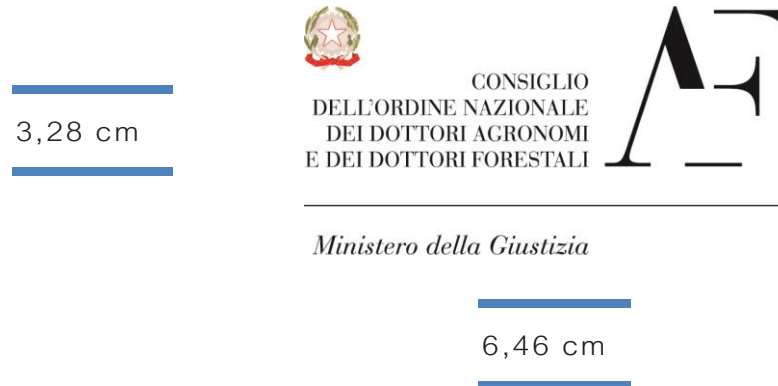 3,28 cm
CONSIGLIO
DELL'ORDINE NAZIONALE
DEI DOTTORI AGRONOMI
E DEI DOTTORI FORESTALI
AF
Ministero della Giustizia
6,46 cm